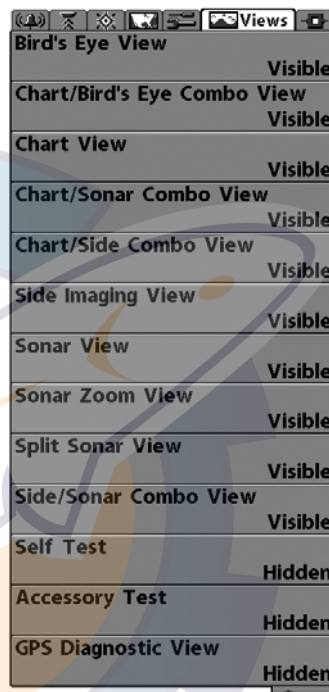 Views
Bird's Eye View
Visible
Chart/Bird's Eye Combo View
Visible
Chart View
Visible
Chart/Sonar Combo View
Visible
Chart/Side Combo View
Visible
Side Imaging View
Visible
Sonar View
Visible
Sonar Zoom View
Visible
Split Sonar View
Visible
Side/Sonar Combo View
Visible
Self Test
Hidden
Accessory Test
Hidden
GPS Diagnostic View
Hidden